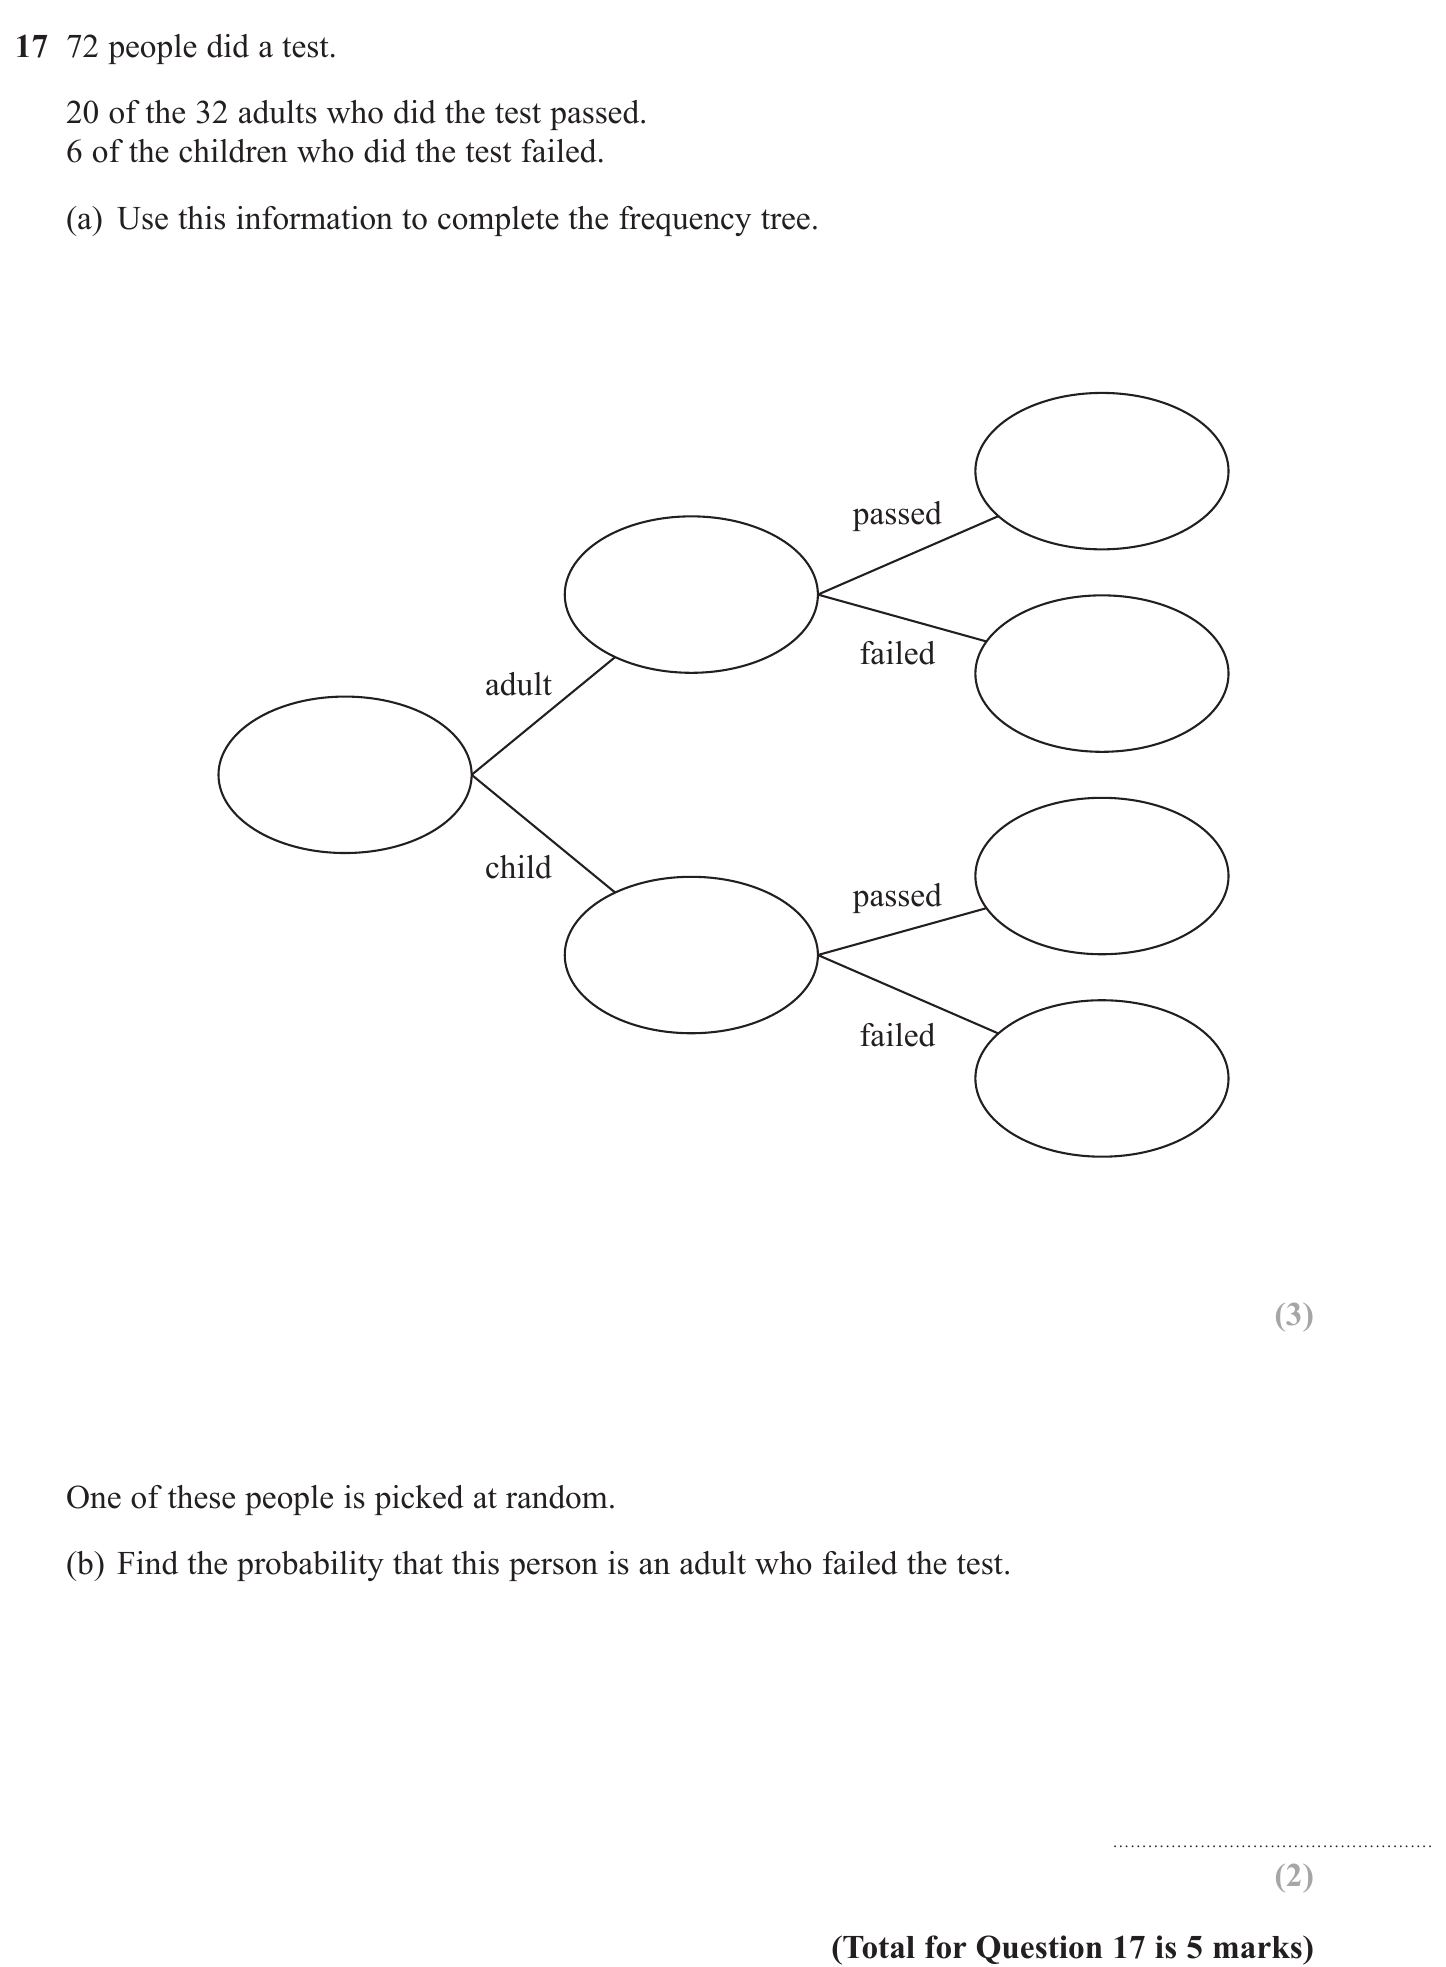 17 72 people did a test.
20 of the 32 adults who did the test passed.
6 of the children who did the test failed.
(a) Use this information to complete the frequency tree.
passed
failed
adult
child
passed
failed
(3)
One of these people is picked at random.
(b) Find the probability that this person is an adult who failed the test.
(2)
(Total for Question 17 is 5 marks)